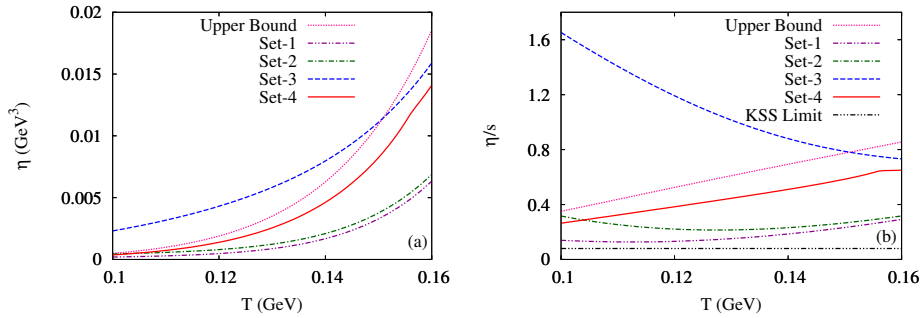 0.02
0.015
0.01
0.005
0
0.1
0.12
0.14
0.16
η (GeV³)
T (GeV)
Upper Bound
Set-1
Set-2
Set-3
Set-4
(a)
1.6
1.2
0.8
0.4
0
0.1
0.12
0.14
0.16
η/s
T (GeV)
Upper Bound
Set-1
Set-2
Set-3
Set-4
KSS Limit
(b)